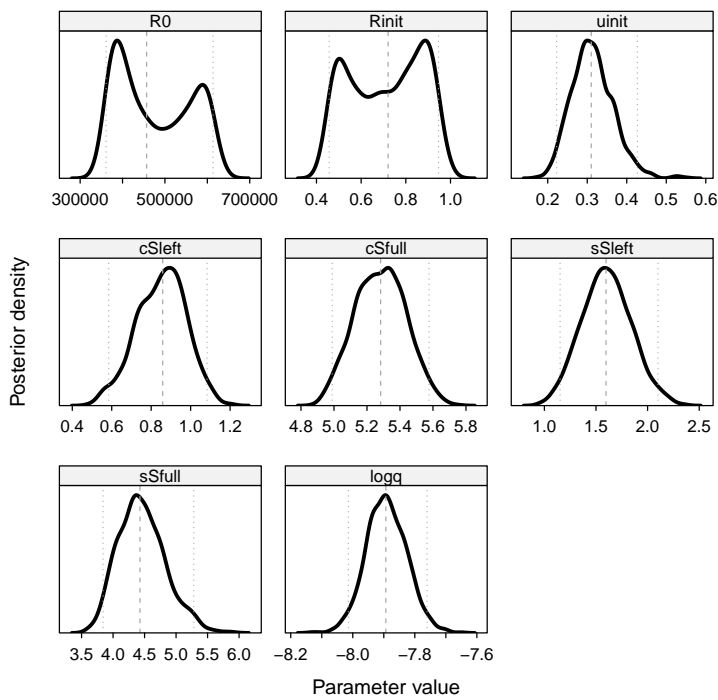 R0 Rinit uinit
300000 500000 700000 0.4 0.6 0.8 1.0 0.2 0.3 0.4 0.5 0.6
cSleft cSfull sSleft
0.4 0.6 0.8 1.0 1.2 4.8 5.0 5.2 5.4 5.6 5.8 1.0 1.5 2.0 2.5
sSfull logq
3.5 4.0 4.5 5.0 5.5 6.0 −8.2 −8.0 −7.8 −7.6
Posterior density
Parameter value